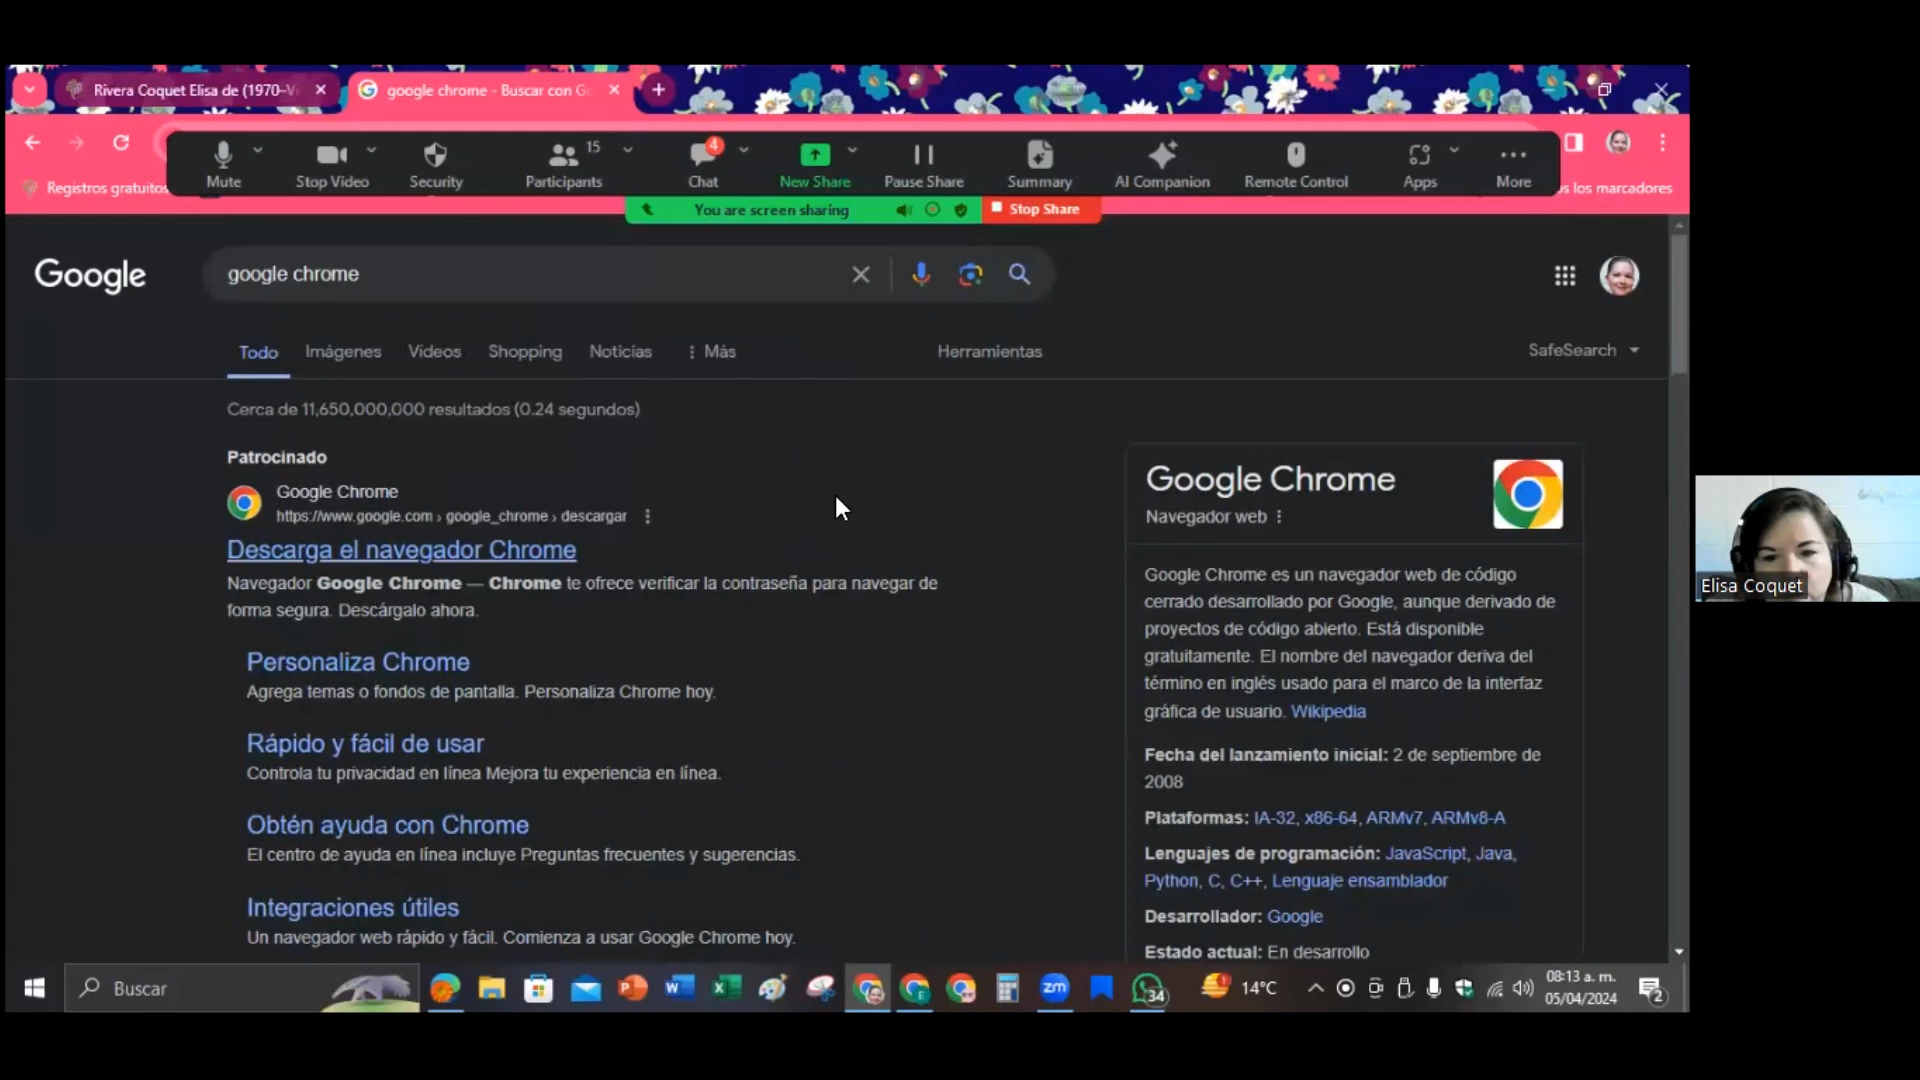 Rivera Coquet Elisa de (1970–V
google chrome - Buscar con G
Mute
Stop Video
Security
15
Participants
4
Chat
New Share
Pause Share
Summary
AI Companion
Remote Control
Apps
More
Registros gratuitos
los marcadores
You are screen sharing
Stop Share
Google
google chrome
Todo
Imágenes
Videos
Shopping
Noticias
Más
Herramientas
SafeSearch
Cerca de 11,650,000,000 resultados (0.24 segundos)
Patrocinado
Google Chrome
https://www.google.com › google_chrome › descargar
Descarga el navegador Chrome
Navegador Google Chrome — Chrome te ofrece verificar la contraseña para navegar de
forma segura. Descárgalo ahora.
Personaliza Chrome
Agrega temas o fondos de pantalla. Personaliza Chrome hoy.
Rápido y fácil de usar
Controla tu privacidad en línea Mejora tu experiencia en línea.
Obtén ayuda con Chrome
El centro de ayuda en línea incluye Preguntas frecuentes y sugerencias.
Integraciones útiles
Un navegador web rápido y fácil. Comienza a usar Google Chrome hoy.
Google Chrome
Navegador web
Google Chrome es un navegador web de código
cerrado desarrollado por Google, aunque derivado de
proyectos de código abierto. Está disponible
gratuitamente. El nombre del navegador deriva del
término en inglés usado para el marco de la interfaz
gráfica de usuario. Wikipedia
Fecha del lanzamiento inicial: 2 de septiembre de
2008
Plataformas: IA-32, x86-64, ARMv7, ARMv8-A
Lenguajes de programación: JavaScript, Java,
Python, C, C++, Lenguaje ensamblador
Desarrollador: Google
Estado actual: En desarrollo
Elisa Coquet
Buscar
zm
34
14°C
08:13 a. m.
05/04/2024
2